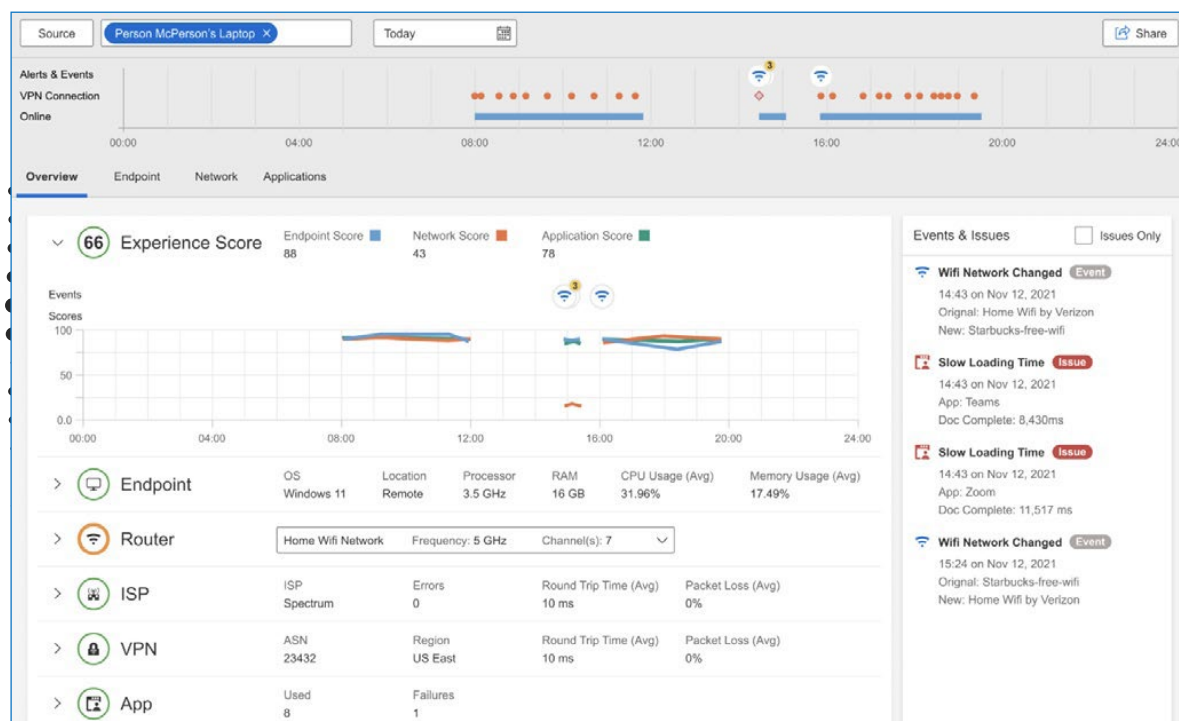 Source
Person McPerson's Laptop ×
Today
Share
Alerts & Events
3
VPN Connection
Online
00:00 04:00 08:00 12:00 16:00 20:00 24:00
Overview Endpoint Network Applications
66 Experience Score
Endpoint Score Network Score Application Score
88 43 78
Events
3
Scores
100
50
0.0
00:00 04:00 08:00 12:00 16:00 20:00 24:00
Endpoint
OS Location Processor RAM CPU Usage (Avg) Memory Usage (Avg)
Windows 11 Remote 3.5 GHz 16 GB 31.96% 17.49%
Router
Home Wifi Network Frequency: 5 GHz Channel(s): 7
ISP
ISP Errors Round Trip Time (Avg) Packet Loss (Avg)
Spectrum 0 10 ms 0%
VPN
ASN Region Round Trip Time (Avg) Packet Loss (Avg)
23432 US East 10 ms 0%
App
Used Failures
8 1
Events & Issues Issues Only
Wifi Network Changed Event
14:43 on Nov 12, 2021
Orignal: Home Wifi by Verizon
New: Starbucks-free-wifi
Slow Loading Time Issue
14:43 on Nov 12, 2021
App: Teams
Doc Complete: 8,430ms
Slow Loading Time Issue
14:43 on Nov 12, 2021
App: Zoom
Doc Complete: 11,517 ms
Wifi Network Changed Event
15:24 on Nov 12, 2021
Orignal: Starbucks-free-wifi
New: Home Wifi by Verizon